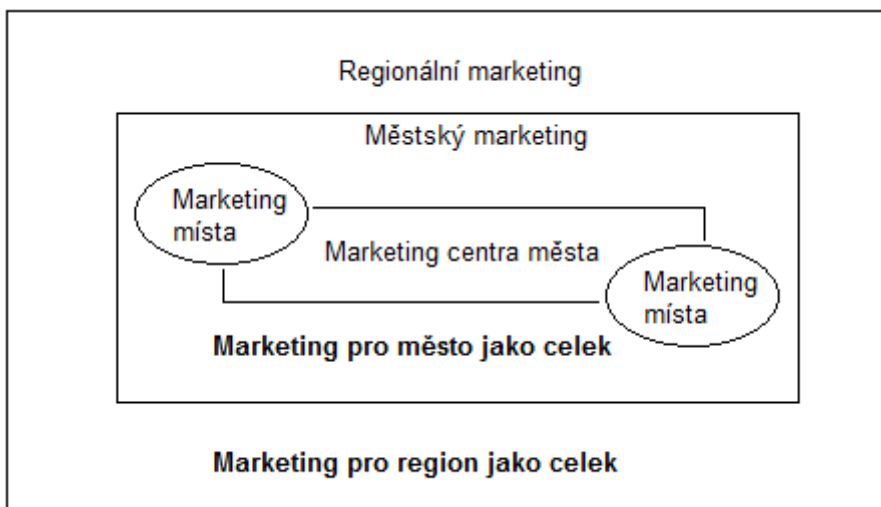 Regionální marketing
Městský marketing
Marketing
místa
Marketing centra města
Marketing
místa
Marketing pro město jako celek
Marketing pro region jako celek